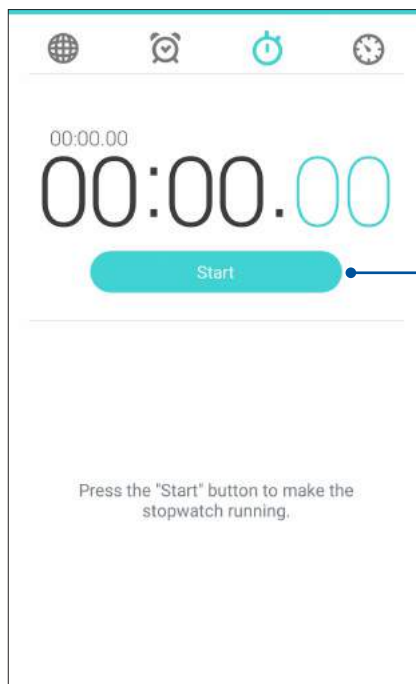 00:00.00
00:00.00
Start
Press the "Start" button to make the
stopwatch running.